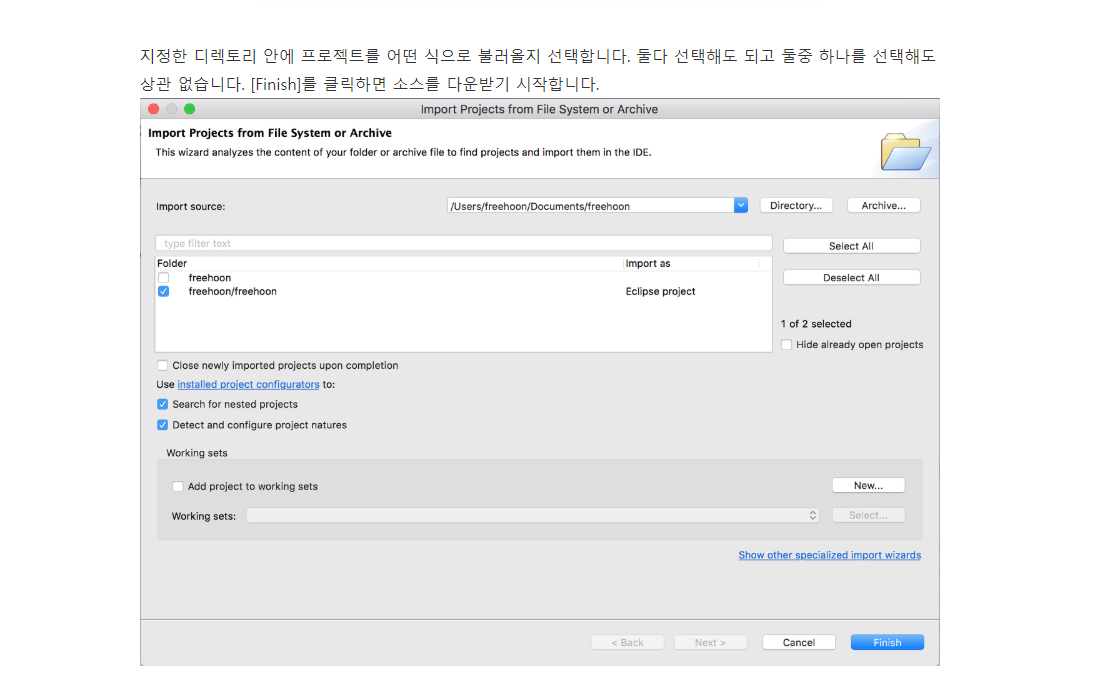 지정한 디렉토리 안에 프로젝트를 어떤 식으로 불러올지 선택합니다. 둘다 선택해도 되고 둘중 하나를 선택해도
상관 없습니다. [Finish]를 클릭하면 소스를 다운받기 시작합니다.
Import Projects from File System or Archive
Import Projects from File System or Archive
This wizard analyzes the content of your folder or archive file to find projects and import them in the IDE.
Import source: /Users/freehoon/Documents/freehoon Directory... Archive...
type filter text Select All
Folder Import as
freehoon Deselect All
freehoon/freehoon Eclipse project
1 of 2 selected
Hide already open projects
Close newly imported projects upon completion
Use installed project configurators to:
Search for nested projects
Detect and configure project natures
Working sets
Add project to working sets New...
Working sets: Select...
Show other specialized import wizards
< Back Next > Cancel Finish